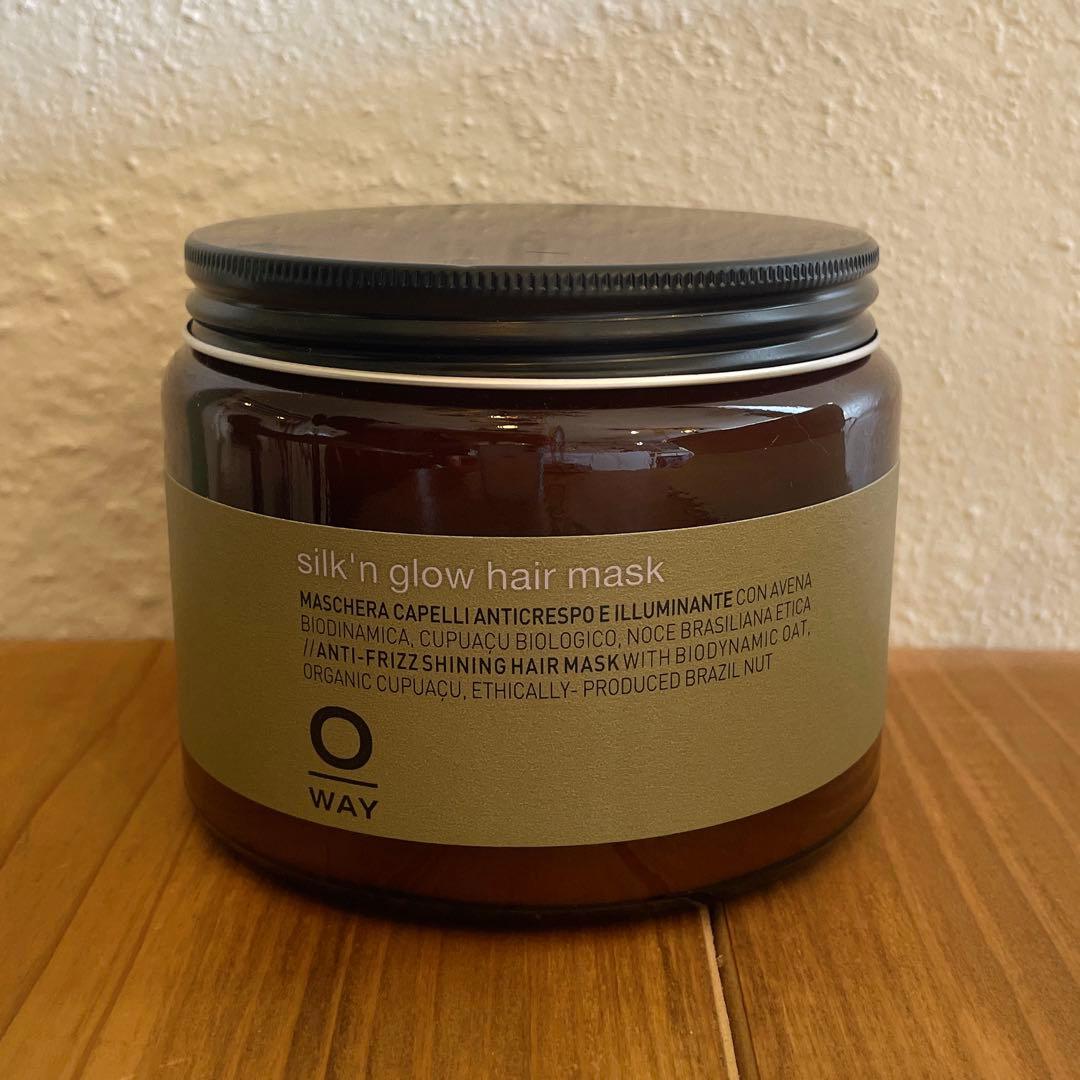 silk'n glow hair mask
MASCHERA CAPELLI ANTICRESPO E ILLUMINANTE CON AVENA
BIODINAMICA, CUPUAÇU BIOLOGICO, NOCE BRASILIANA ETICA
//ANTI-FRIZZ SHINING HAIR MASK WITH BIODYNAMIC OAT,
ORGANIC CUPUAÇU, ETHICALLY- PRODUCED BRAZIL NUT
O
WAY